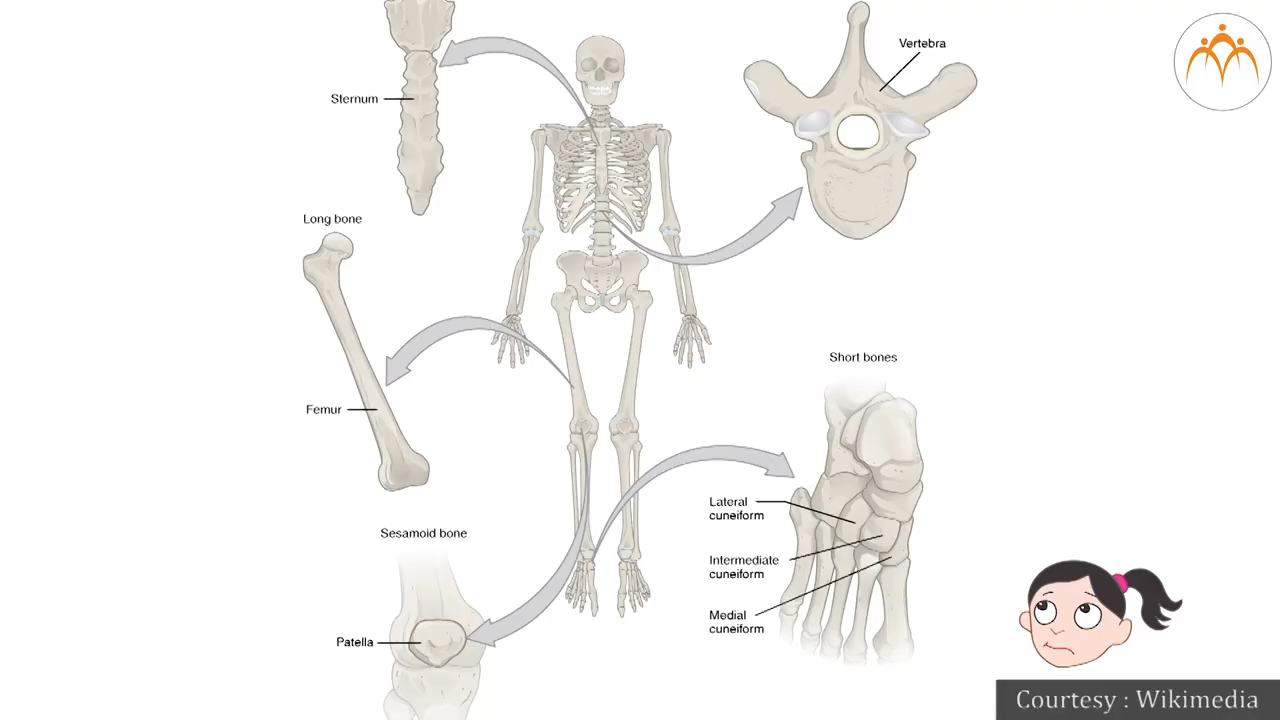 Vertebra
Sternum
Long bone
Femur
Short bones
Lateral
cuneiform
Intermediate
cuneiform
Medial
cuneiform
Sesamoid bone
Patella
Courtesy : Wikimedia